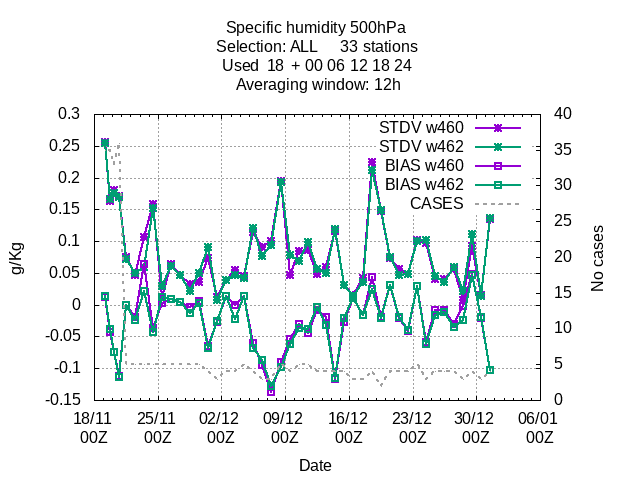 Specific humidity 500hPa
Selection: ALL 33 stations
Used 18 + 00 06 12 18 24
Averaging window: 12h
STDV w460
STDV w462
BIAS w460
BIAS w462
CASES
g/Kg
0.3
0.25
0.2
0.15
0.1
0.05
0
-0.05
-0.1
-0.15
No cases
40
35
30
25
20
15
10
5
0
18/11 25/11 02/12 09/12 16/12 23/12 30/12 06/01
00Z 00Z 00Z 00Z 00Z 00Z 00Z 00Z
Date